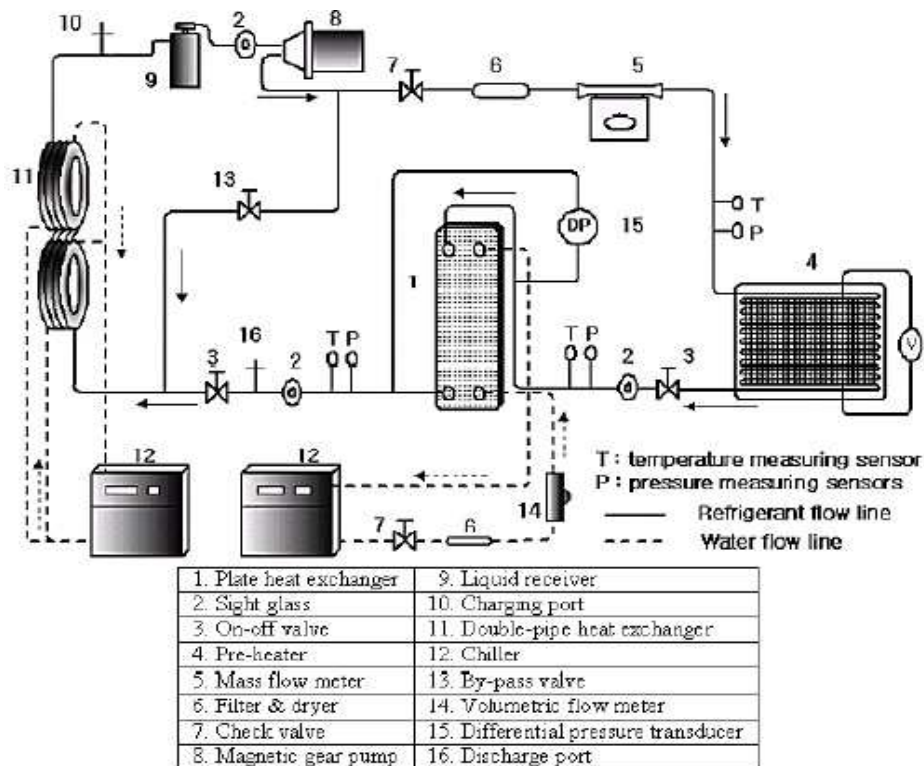 10
2
8
9
7
6
5
11
13
15
DP
T
P
1
4
16
T P
T P
3
2
2
3
V
12
12
14
7
6
T : temperature measuring sensor
P : pressure measuring sensors
Refrigerant flow line
Water flow line
1. Plate heat exchanger 9. Liquid receiver
2. Sight glass 10. Charging port
3. On-off valve 11. Double-pipe heat exchanger
4. Pre-heater 12. Chiller
5. Mass flow meter 13. By-pass valve
6. Filter & dryer 14. Volumetric flow meter
7. Check valve 15. Differential pressure transducer
8. Magnetic gear pump 16. Discharge port